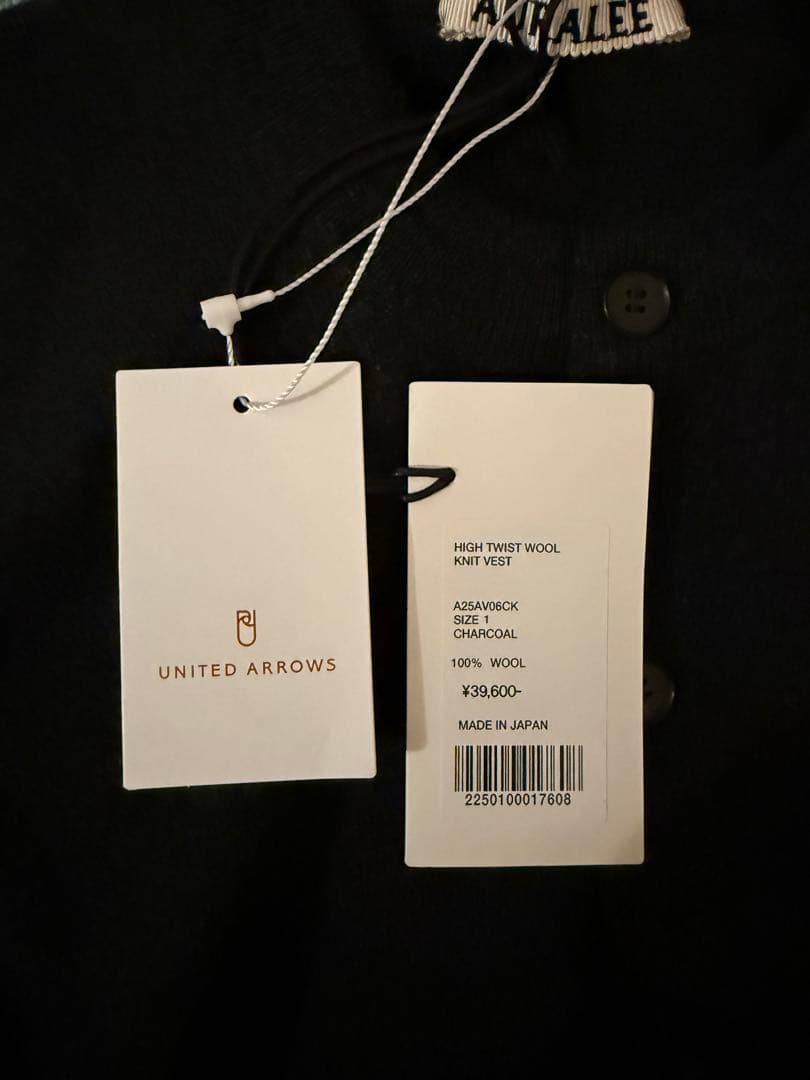 UNITED ARROWS
HIGH TWIST WOOL
KNIT VEST
A25AV06CK
SIZE 1
CHARCOAL
100% WOOL
¥39,600-
MADE IN JAPAN
2250100017608